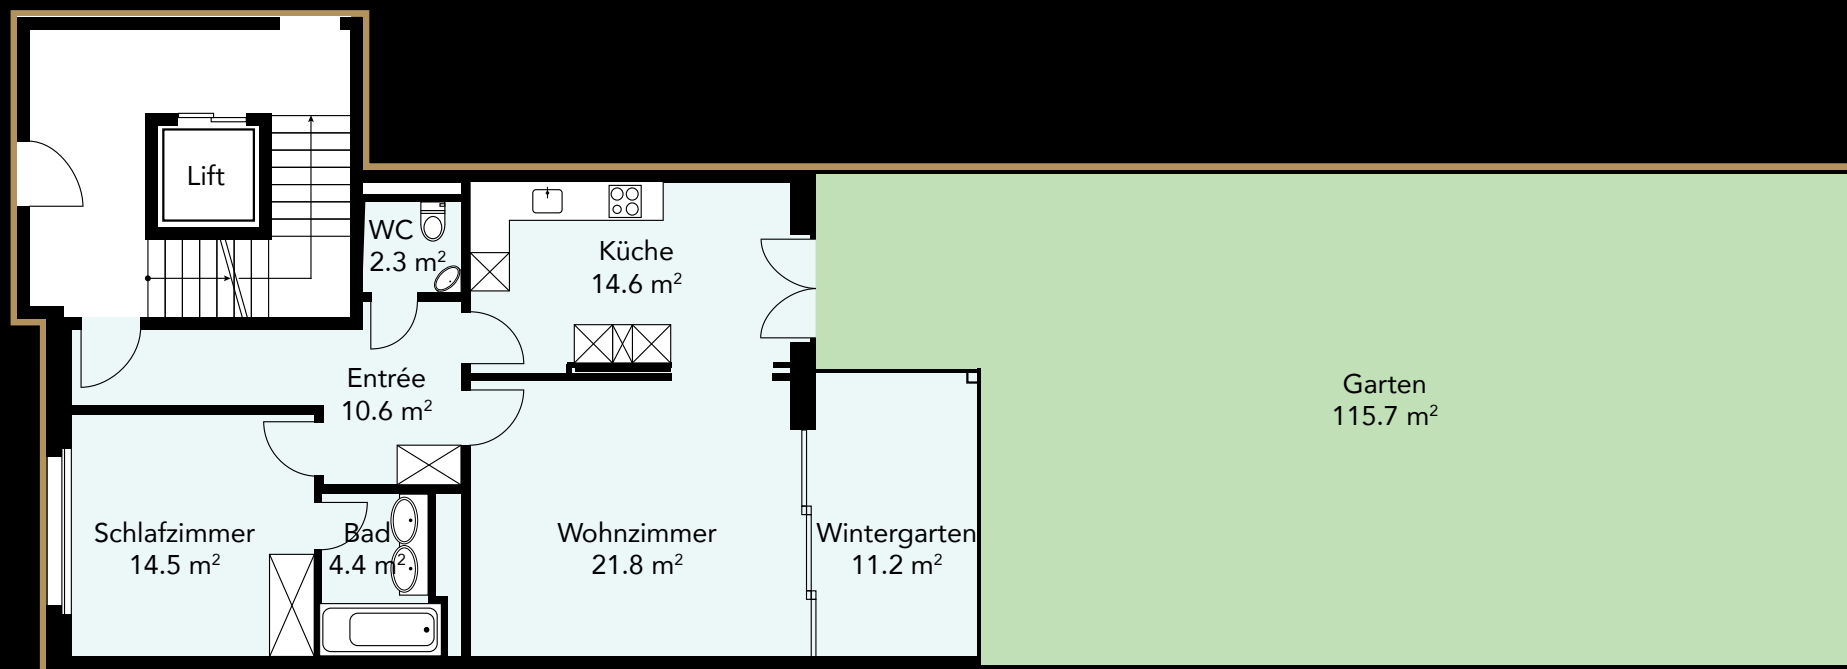 Lift
WC
2.3 m²
Küche
14.6 m²
Entrée
10.6 m²
Garten
115.7 m²
Schlafzimmer
14.5 m²
Bad
4.4 m²
Wohnzimmer
21.8 m²
Wintergarten
11.2 m²